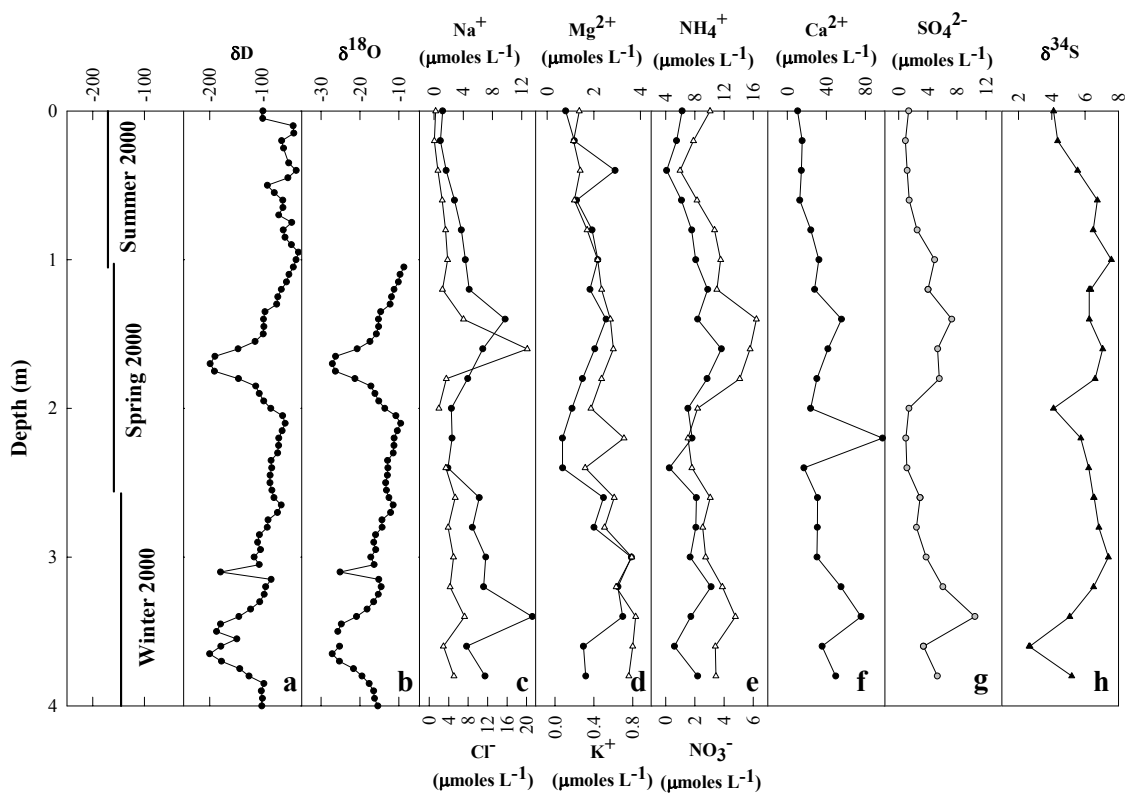 Na⁺
Mg²⁺
NH₄⁺
Ca²⁺
SO₄²⁻
δD
δ¹⁸O
(μmoles L⁻¹)
(μmoles L⁻¹)
(μmoles L⁻¹)
(μmoles L⁻¹)
(μmoles L⁻¹)
δ³⁴S
-200 -100
-200 -100
-30 -20 -10
0 4 8 12
0 2 4
4 8 12 16
0 40 80
0 4 8 12
2 4 6 8
Depth (m)
0
1
2
3
4
Summer 2000
Spring 2000
Winter 2000
a
b
c
d
e
f
g
h
0 4 8 12 16 20
0.0 0.4 0.8
0 2 4 6
Cl⁻
K⁺
NO₃⁻
(μmoles L⁻¹)
(μmoles L⁻¹)
(μmoles L⁻¹)